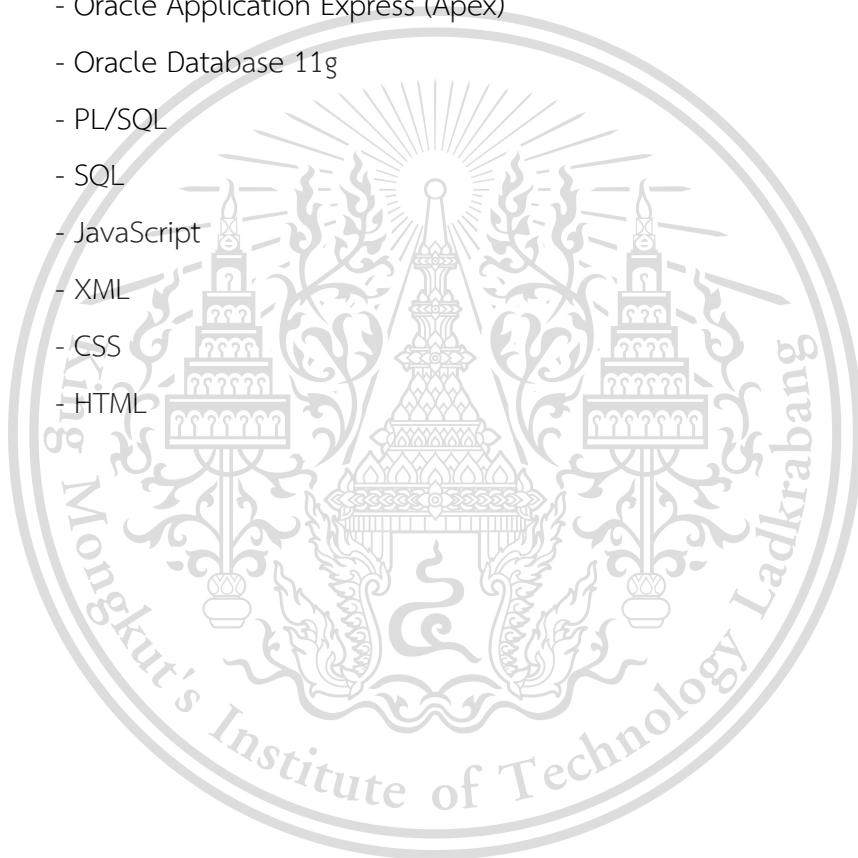 - Oracle Application Express (Apex)
- Oracle Database 11g
- PL/SQL
- SQL
- JavaScript
- XML
- CSS
- HTML
King Mongkut's Institute of Technology Ladkrabang